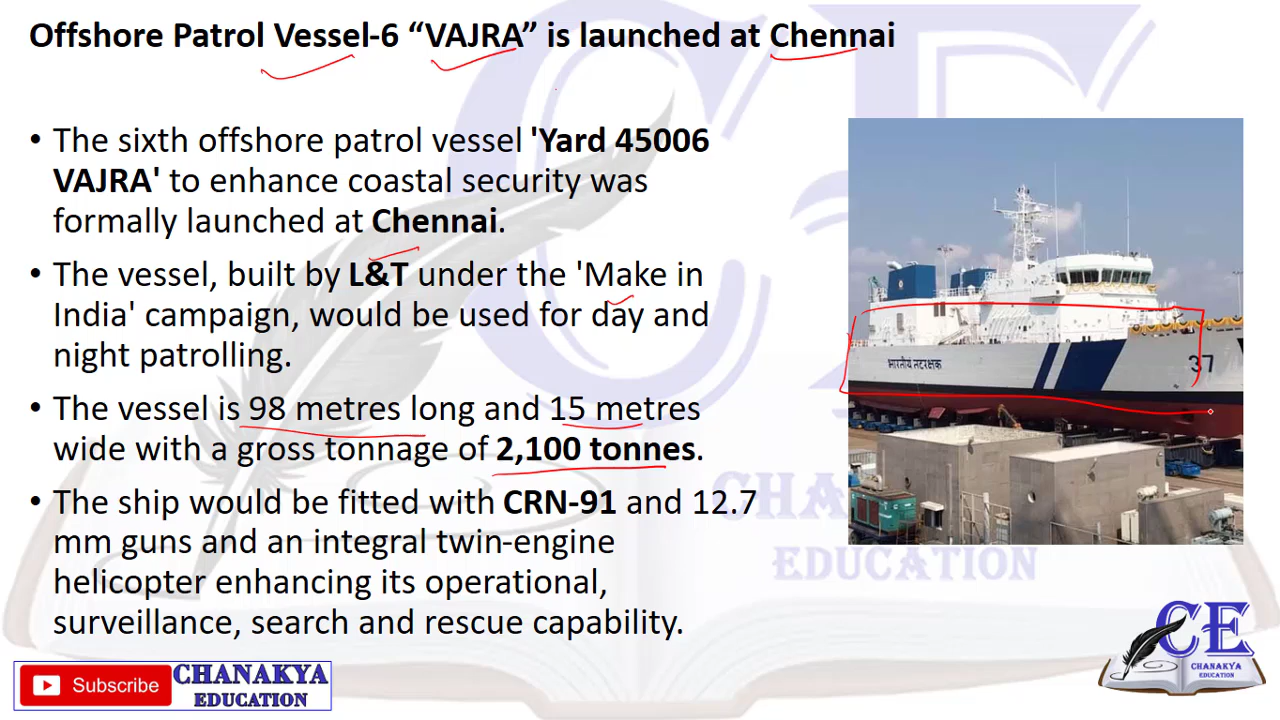 Offshore Patrol Vessel-6 “VAJRA” is launched at Chennai
• The sixth offshore patrol vessel 'Yard 45006
VAJRA' to enhance coastal security was
formally launched at Chennai.
• The vessel, built by L&T under the 'Make in
India' campaign, would be used for day and
night patrolling.
• The vessel is 98 metres long and 15 metres
wide with a gross tonnage of 2,100 tonnes.
• The ship would be fitted with CRN-91 and 12.7
mm guns and an integral twin-engine
helicopter enhancing its operational,
surveillance, search and rescue capability.
भारतीय तटरक्षक
37
CE
CHANAKYA
EDUCATION
Subscribe
CHANAKYA
EDUCATION
CE
CHANAKYA
EDUCATION